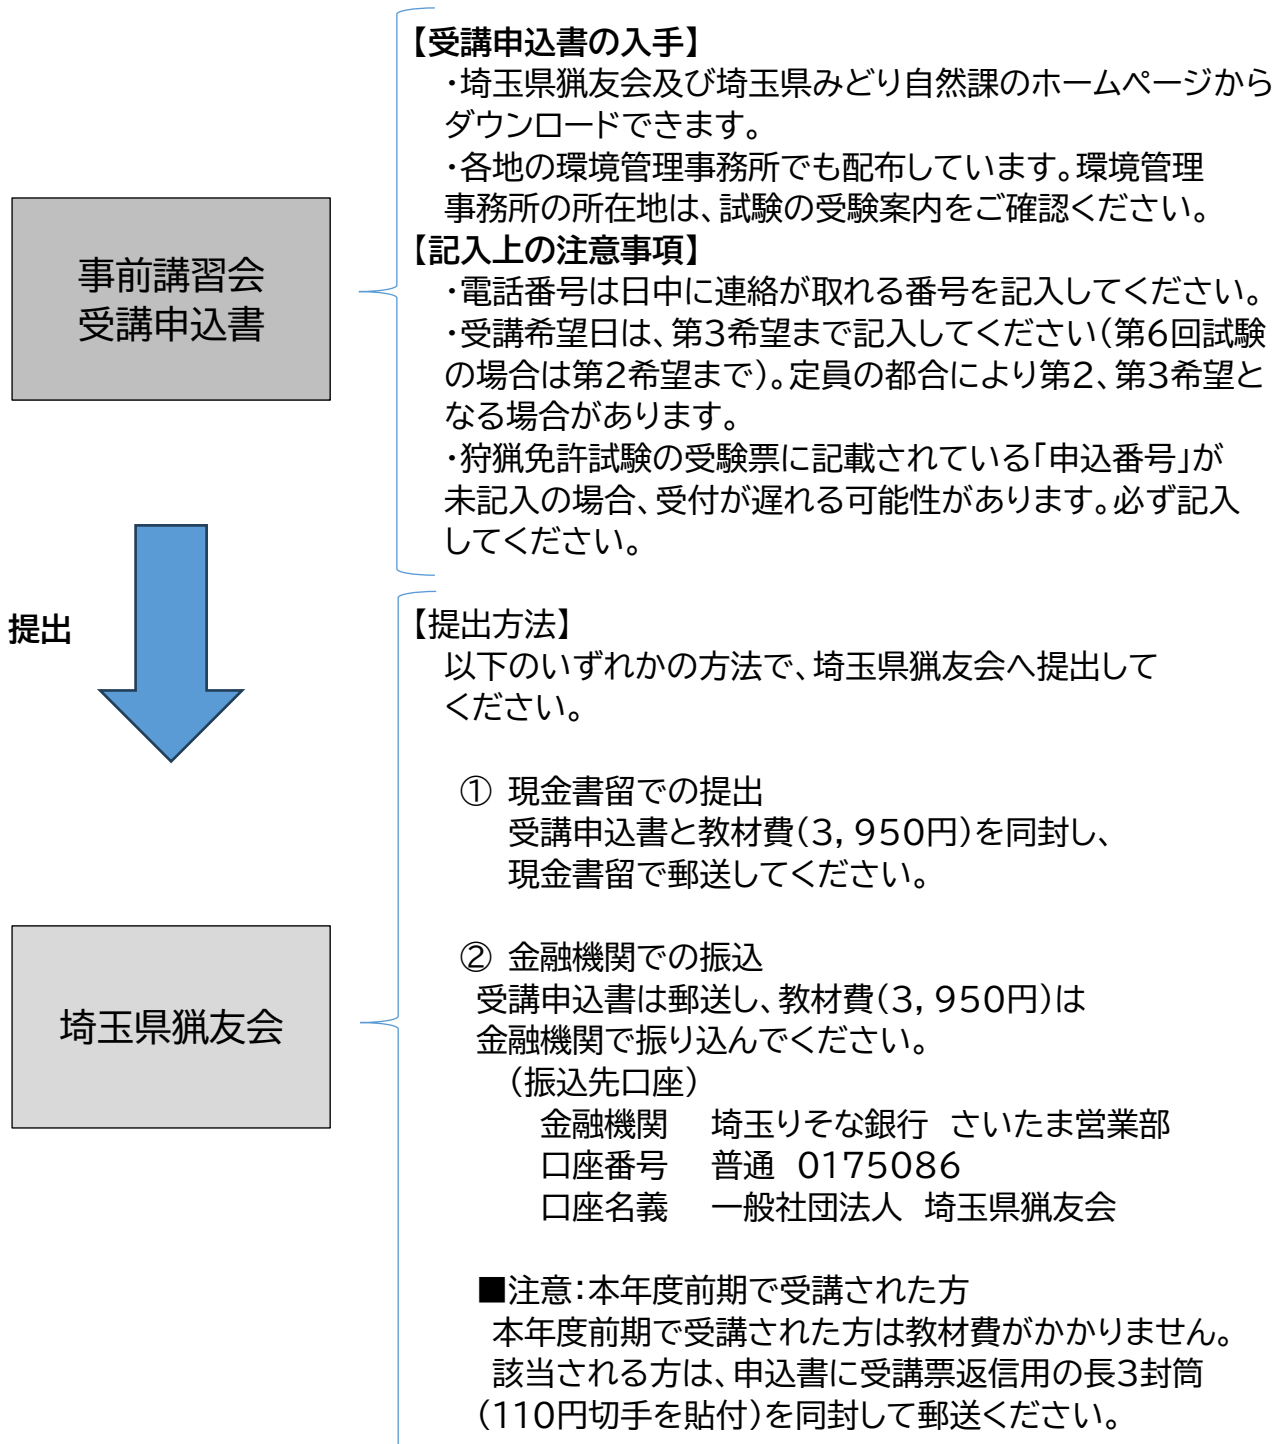 【受講申込書の入手】
・埼玉県猟友会及び埼玉県みどり自然課のホームページから
ダウンロードできます。
・各地の環境管理事務所でも配布しています。環境管理
事務所の所在地は、試験の受験案内をご確認ください。
【記入上の注意事項】
・電話番号は日中に連絡が取れる番号を記入してください。
・受講希望日は、第3希望まで記入してください(第6回試験
の場合は第2希望まで)。定員の都合により第2、第3希望と
なる場合があります。
・狩猟免許試験の受験票に記載されている「申込番号」が
未記入の場合、受付が遅れる可能性があります。必ず記入
してください。
事前講習会
受講申込書
提出
【提出方法】
以下のいずれかの方法で、埼玉県猟友会へ提出して
ください。
① 現金書留での提出
受講申込書と教材費(3,950円)を同封し、
現金書留で郵送してください。
② 金融機関での振込
受講申込書は郵送し、教材費(3,950円)は
金融機関で振り込んでください。
(振込先口座)
金融機関 埼玉りそな銀行 さいたま営業部
口座番号 普通 0175086
口座名義 一般社団法人 埼玉県猟友会
■注意:本年度前期で受講された方
本年度前期で受講された方は教材費がかかりません。
該当される方は、申込書に受講票返信用の長3封筒
(110円切手を貼付)を同封して郵送ください。
埼玉県猟友会